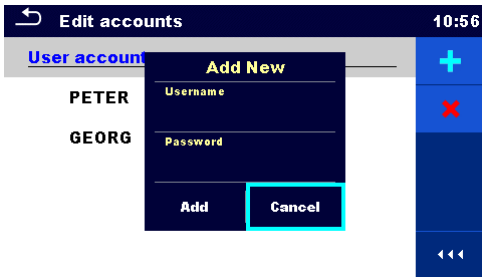 Edit accounts 10:56
User account
Add New
PETER
Username
GEORG
Password
Add Cancel